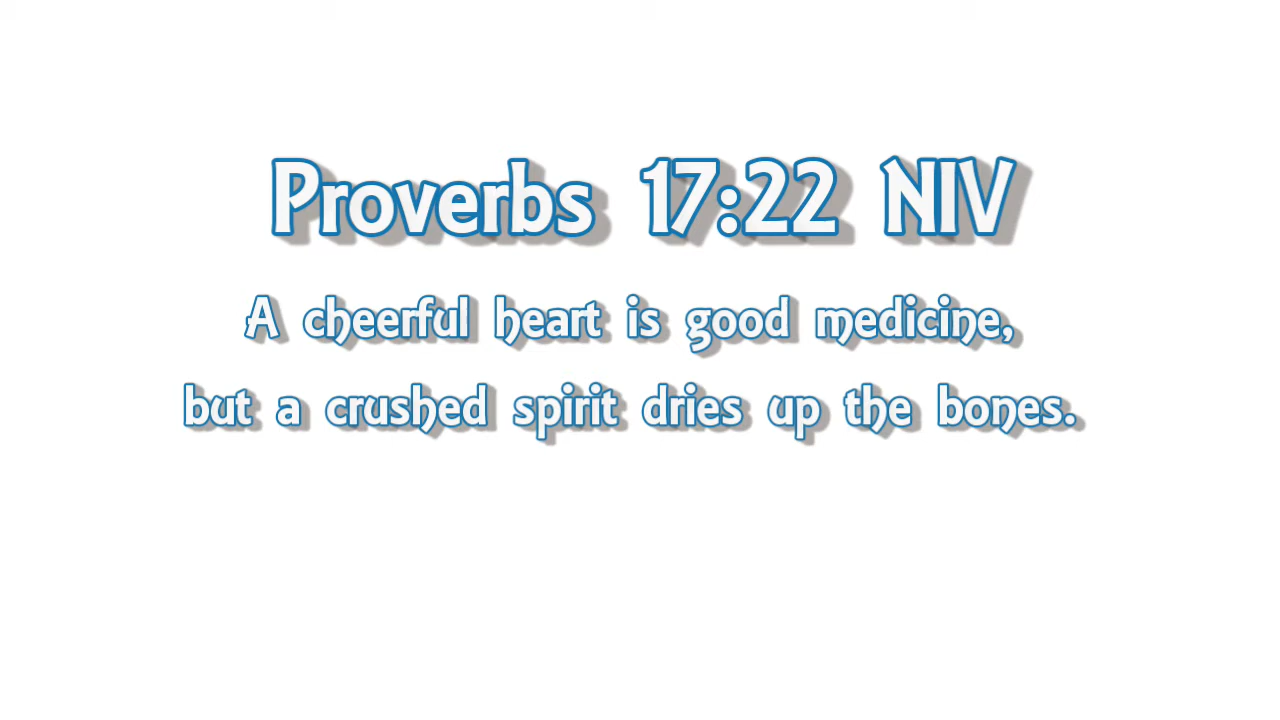 Proverbs 17:22 NIV
A cheerful heart is good medicine,
but a crushed spirit dries up the bones.